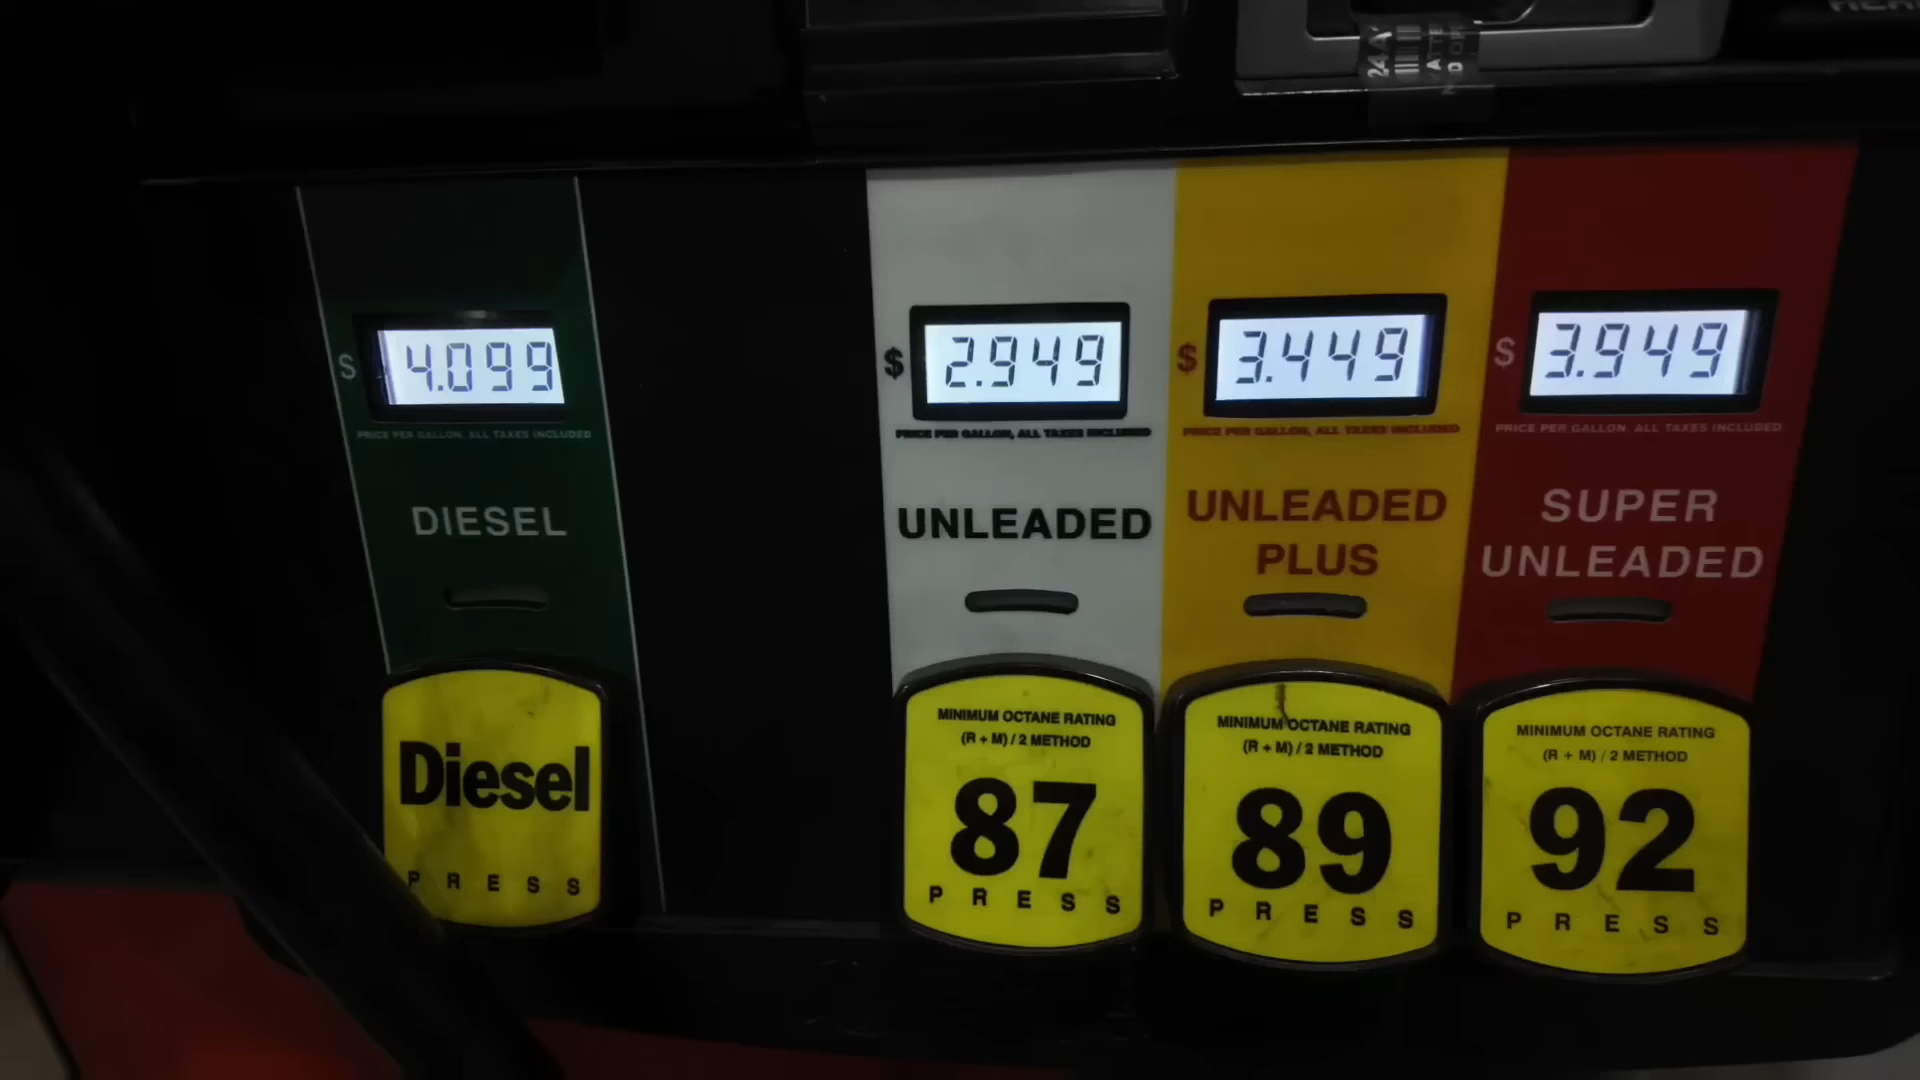 24A
$ 4.099
PRICE PER GALLON, ALL TAXES INCLUDED
DIESEL
Diesel
PRESS
$ 2.949
PRICE PER GALLON, ALL TAXES INCLUDED
UNLEADED
MINIMUM OCTANE RATING
(R + M) / 2 METHOD
87
PRESS
$ 3.449
PRICE PER GALLON, ALL TAXES INCLUDED
UNLEADED
PLUS
MINIMUM OCTANE RATING
(R + M) / 2 METHOD
89
PRESS
$ 3.949
PRICE PER GALLON, ALL TAXES INCLUDED
SUPER
UNLEADED
MINIMUM OCTANE RATING
(R + M) / 2 METHOD
92
PRESS